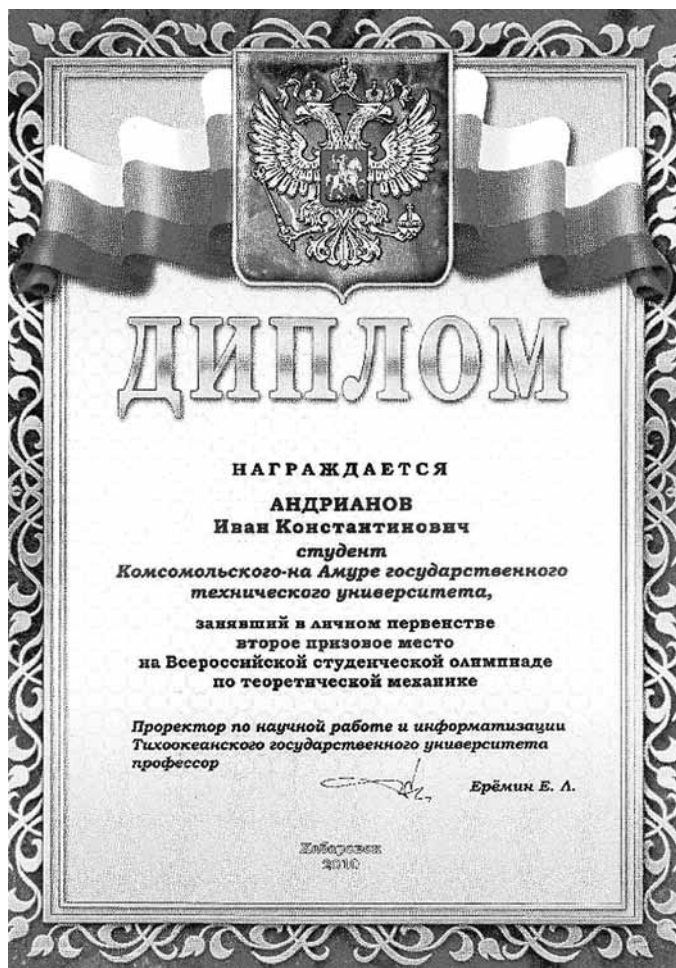 ДИПЛОМ
НАГРАЖДАЕТСЯ
АНДРИАНОВ
Иван Константинович
студент
Комсомольского-на Амуре государственного
технического университета,
занявший в личном первенстве
второе призовое место
на Всероссийской студенческой олимпиаде
по теоретической механике
Проректор по научной работе и информатизации
Тихоокеанского государственного университета
профессор
Ерёмин Е. Л.
Хабаровск
2010